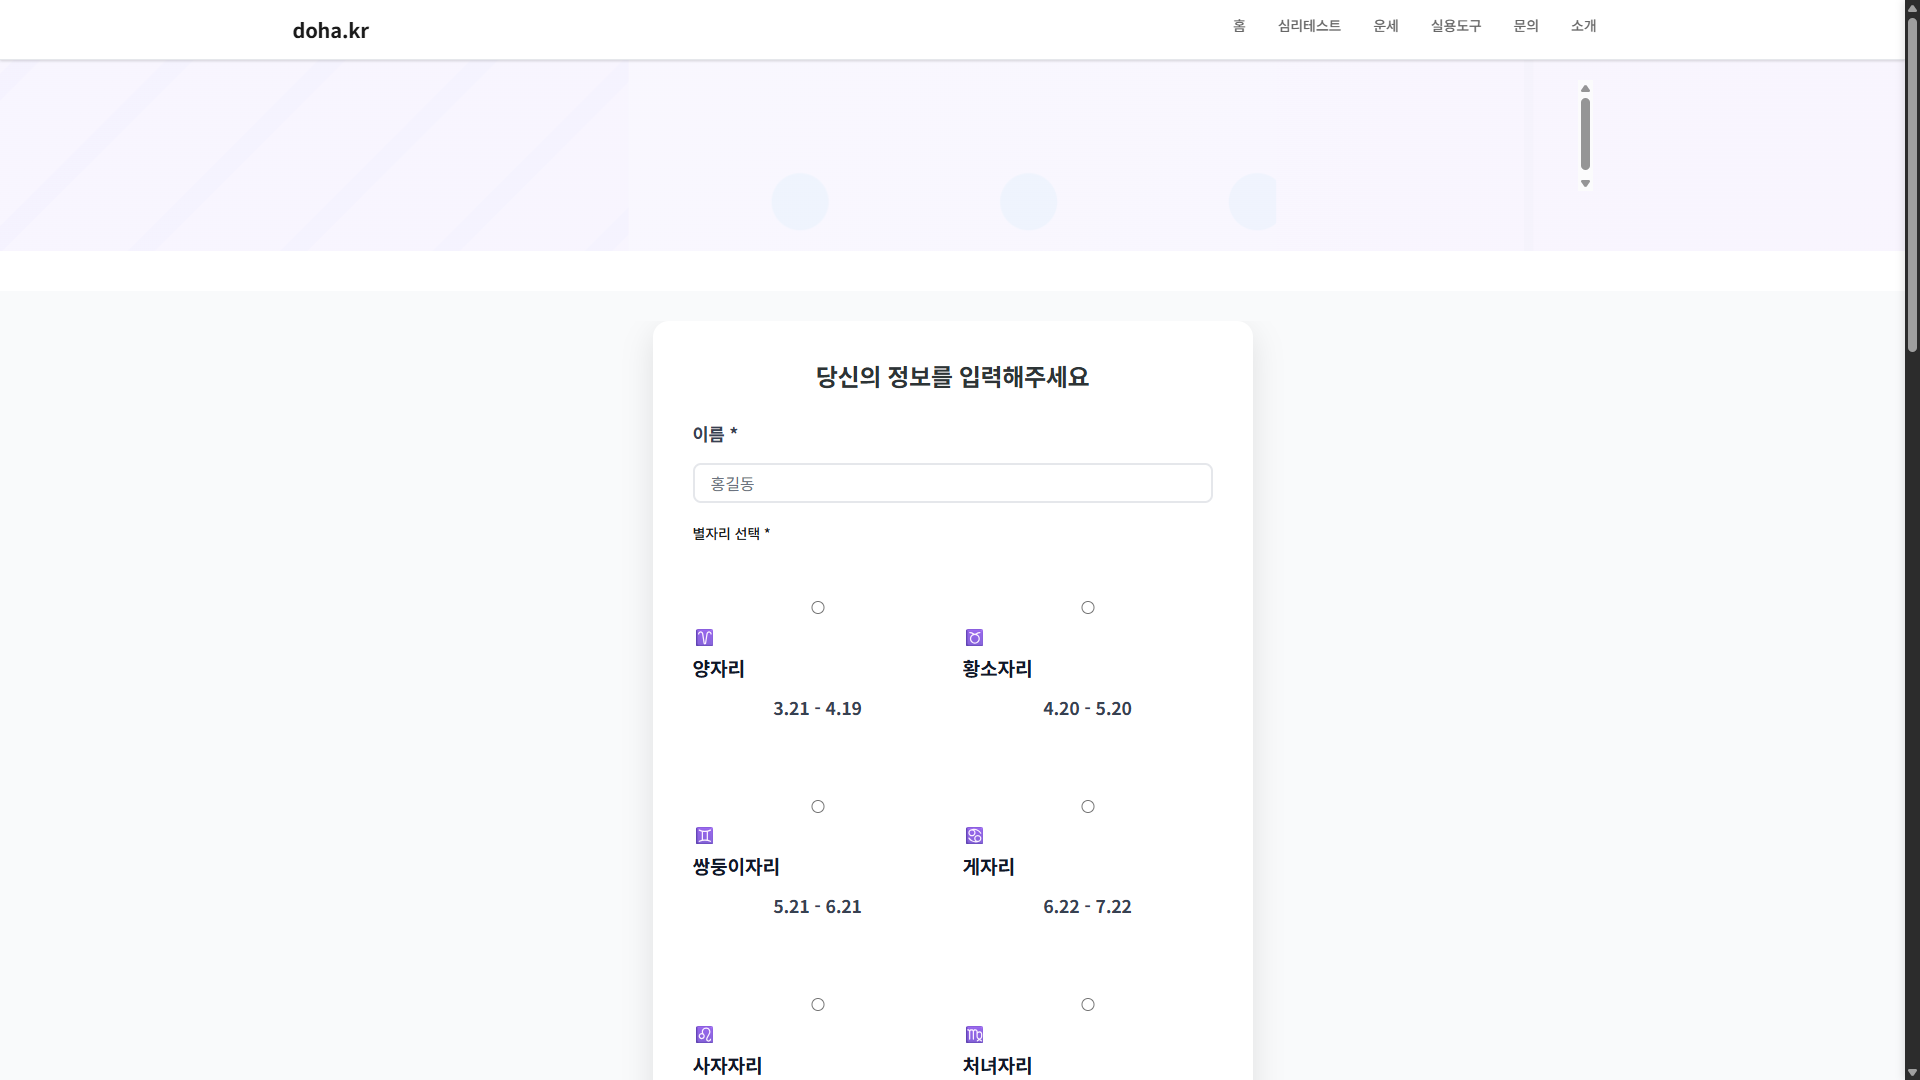 doha.kr
홈 심리테스트 운세 실용도구 문의 소개
당신의 정보를 입력해주세요
이름 *
홍길동
별자리 선택 *
♈ ♉
양자리 황소자리
3.21 - 4.19 4.20 - 5.20
♊ ♋
쌍둥이자리 게자리
5.21 - 6.21 6.22 - 7.22
♌ ♍
사자자리 처녀자리